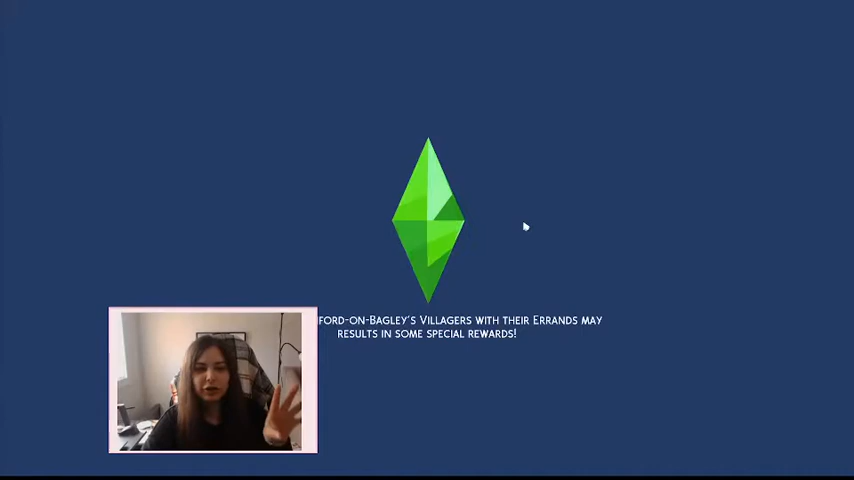 FORD-ON-BAGLEY'S VILLAGERS WITH THEIR ERRANDS MAY
RESULTS IN SOME SPECIAL REWARDS!